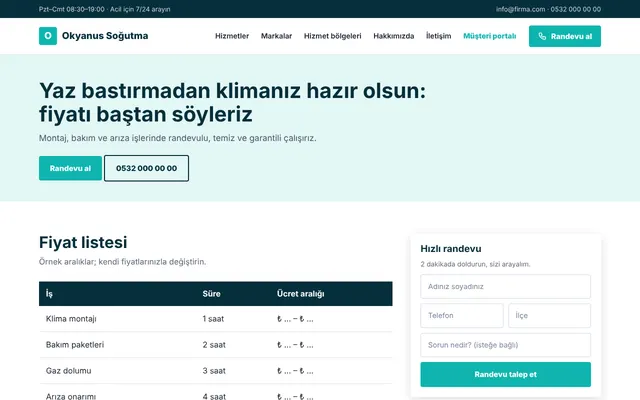 Pzt–Cmt 08:30–19:00 · Acil için 7/24 arayın
info@firma.com · 0532 000 00 00
O Okyanus Soğutma
Hizmetler Markalar Hizmet bölgeleri Hakkımızda İletişim Müşteri portalı Randevu al
Yaz bastırmadan klimanız hazır olsun:
fiyatı baştan söyleriz
Montaj, bakım ve arıza işlerinde randevulu, temiz ve garantili çalışırız.
Randevu al 0532 000 00 00
Fiyat listesi
Örnek aralıklar; kendi fiyatlarınızla değiştirin.
İş Süre Ücret aralığı
Klima montajı 1 saat ₺ ... – ₺ ...
Bakım paketleri 2 saat ₺ ... – ₺ ...
Gaz dolumu 3 saat ₺ ... – ₺ ...
Arıza onarımı 4 saat ₺ ... – ₺ ...
Hızlı randevu
2 dakikada doldurun, sizi arayalım.
Adınız soyadınız
Telefon İlçe
Sorun nedir? (isteğe bağlı)
Randevu talep et